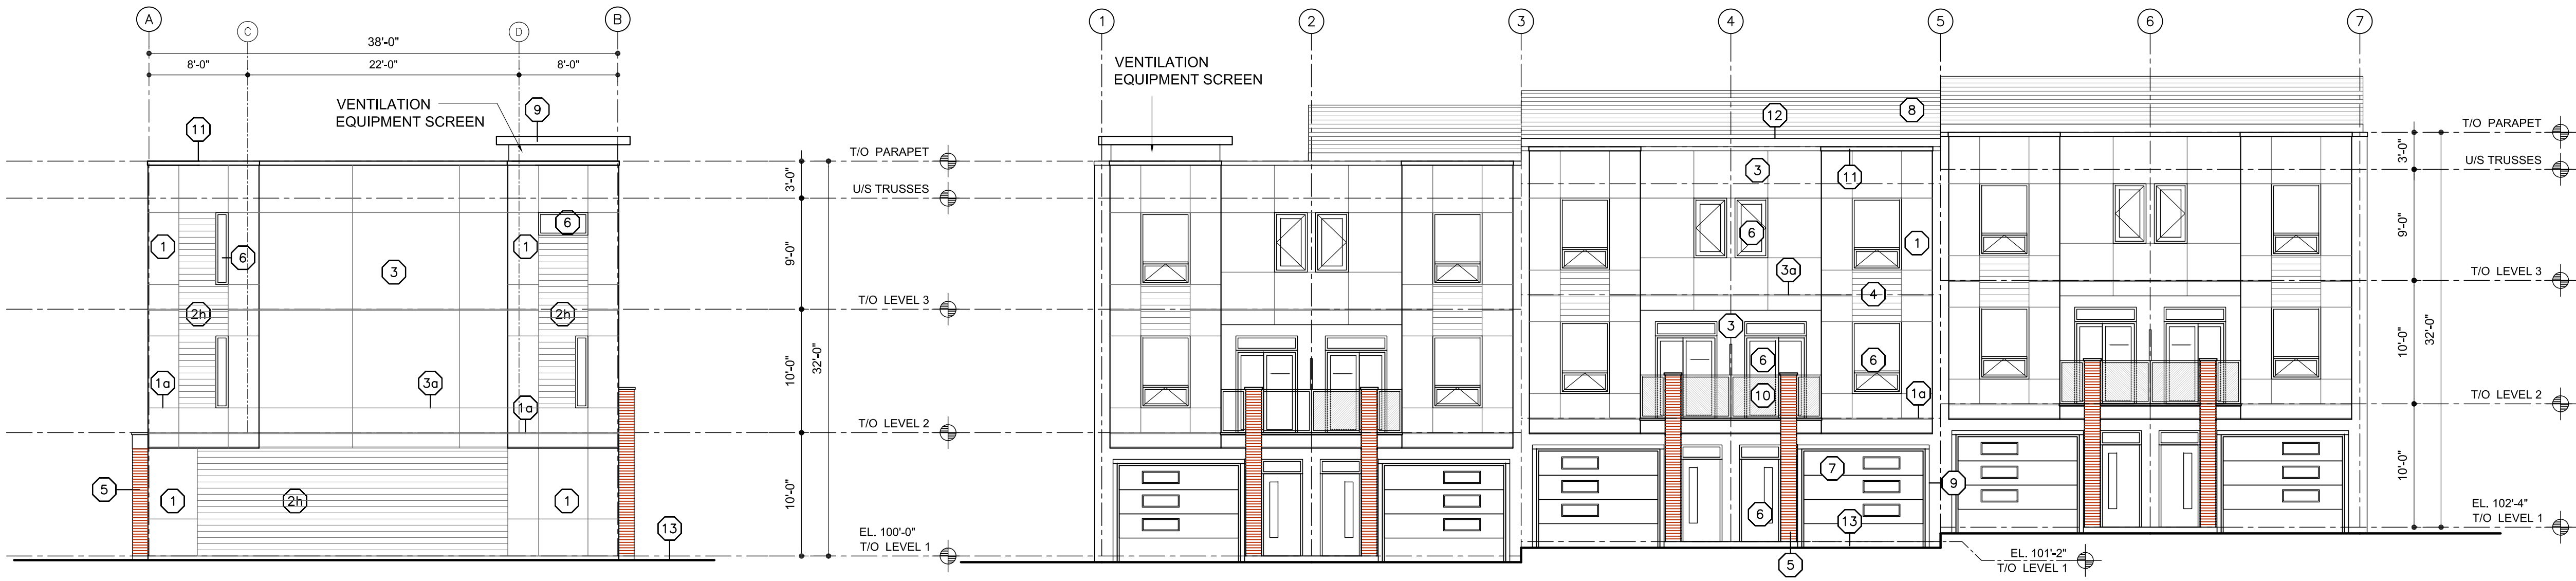 A
C
D
B
38'-0"
8'-0"
22'-0"
8'-0"
VENTILATION
EQUIPMENT SCREEN
9
11
1
6
3
1
6
2h
2h
1a
3a
1a
5
1
2h
1
13
3'-0"
9'-0"
10'-0"
10'-0"
32'-0"
T/O PARAPET
U/S TRUSSES
T/O LEVEL 3
T/O LEVEL 2
EL. 100'-0"
T/O LEVEL 1
1
2
3
4
5
6
7
VENTILATION
EQUIPMENT SCREEN
12
8
3
11
6
1
3a
4
3
6
6
10
1a
7
9
6
13
5
EL. 101'-2"
T/O LEVEL 1
T/O PARAPET
U/S TRUSSES
T/O LEVEL 3
T/O LEVEL 2
EL. 102'-4"
T/O LEVEL 1
3'-0"
9'-0"
10'-0"
10'-0"
32'-0"